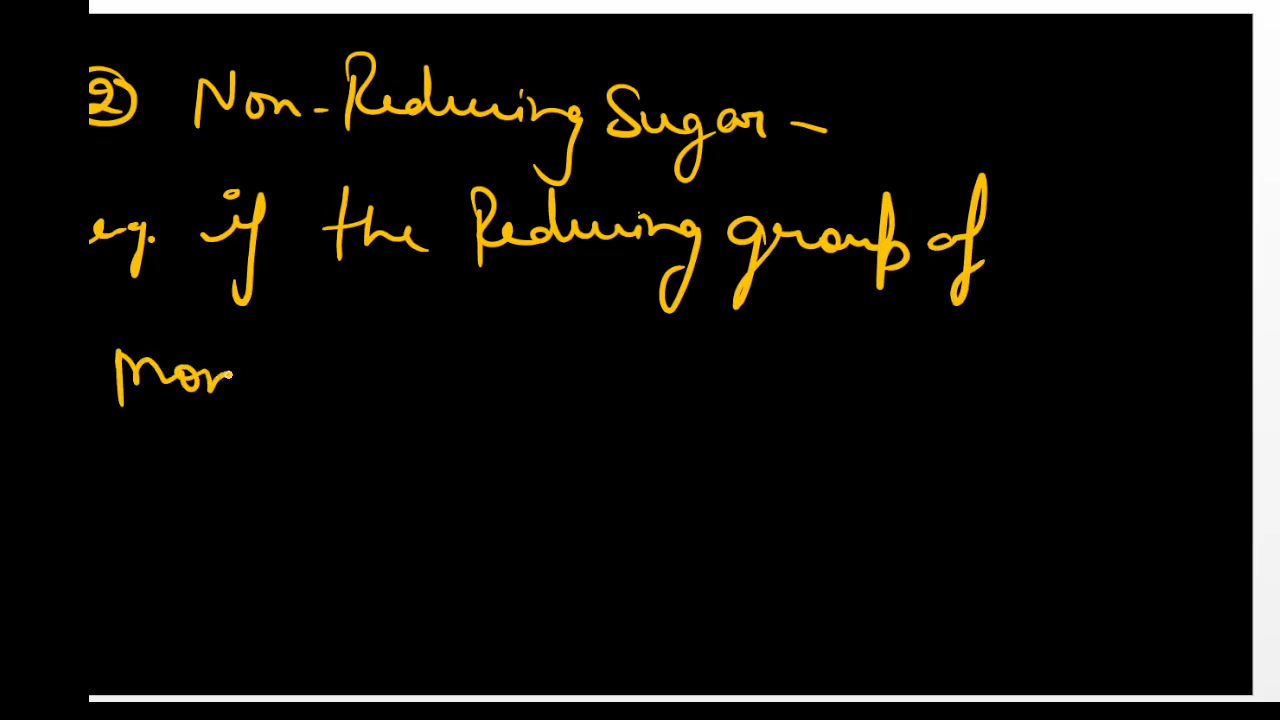 ② Non-Reducing Sugar -
eg. if the Reducing group of
Mon